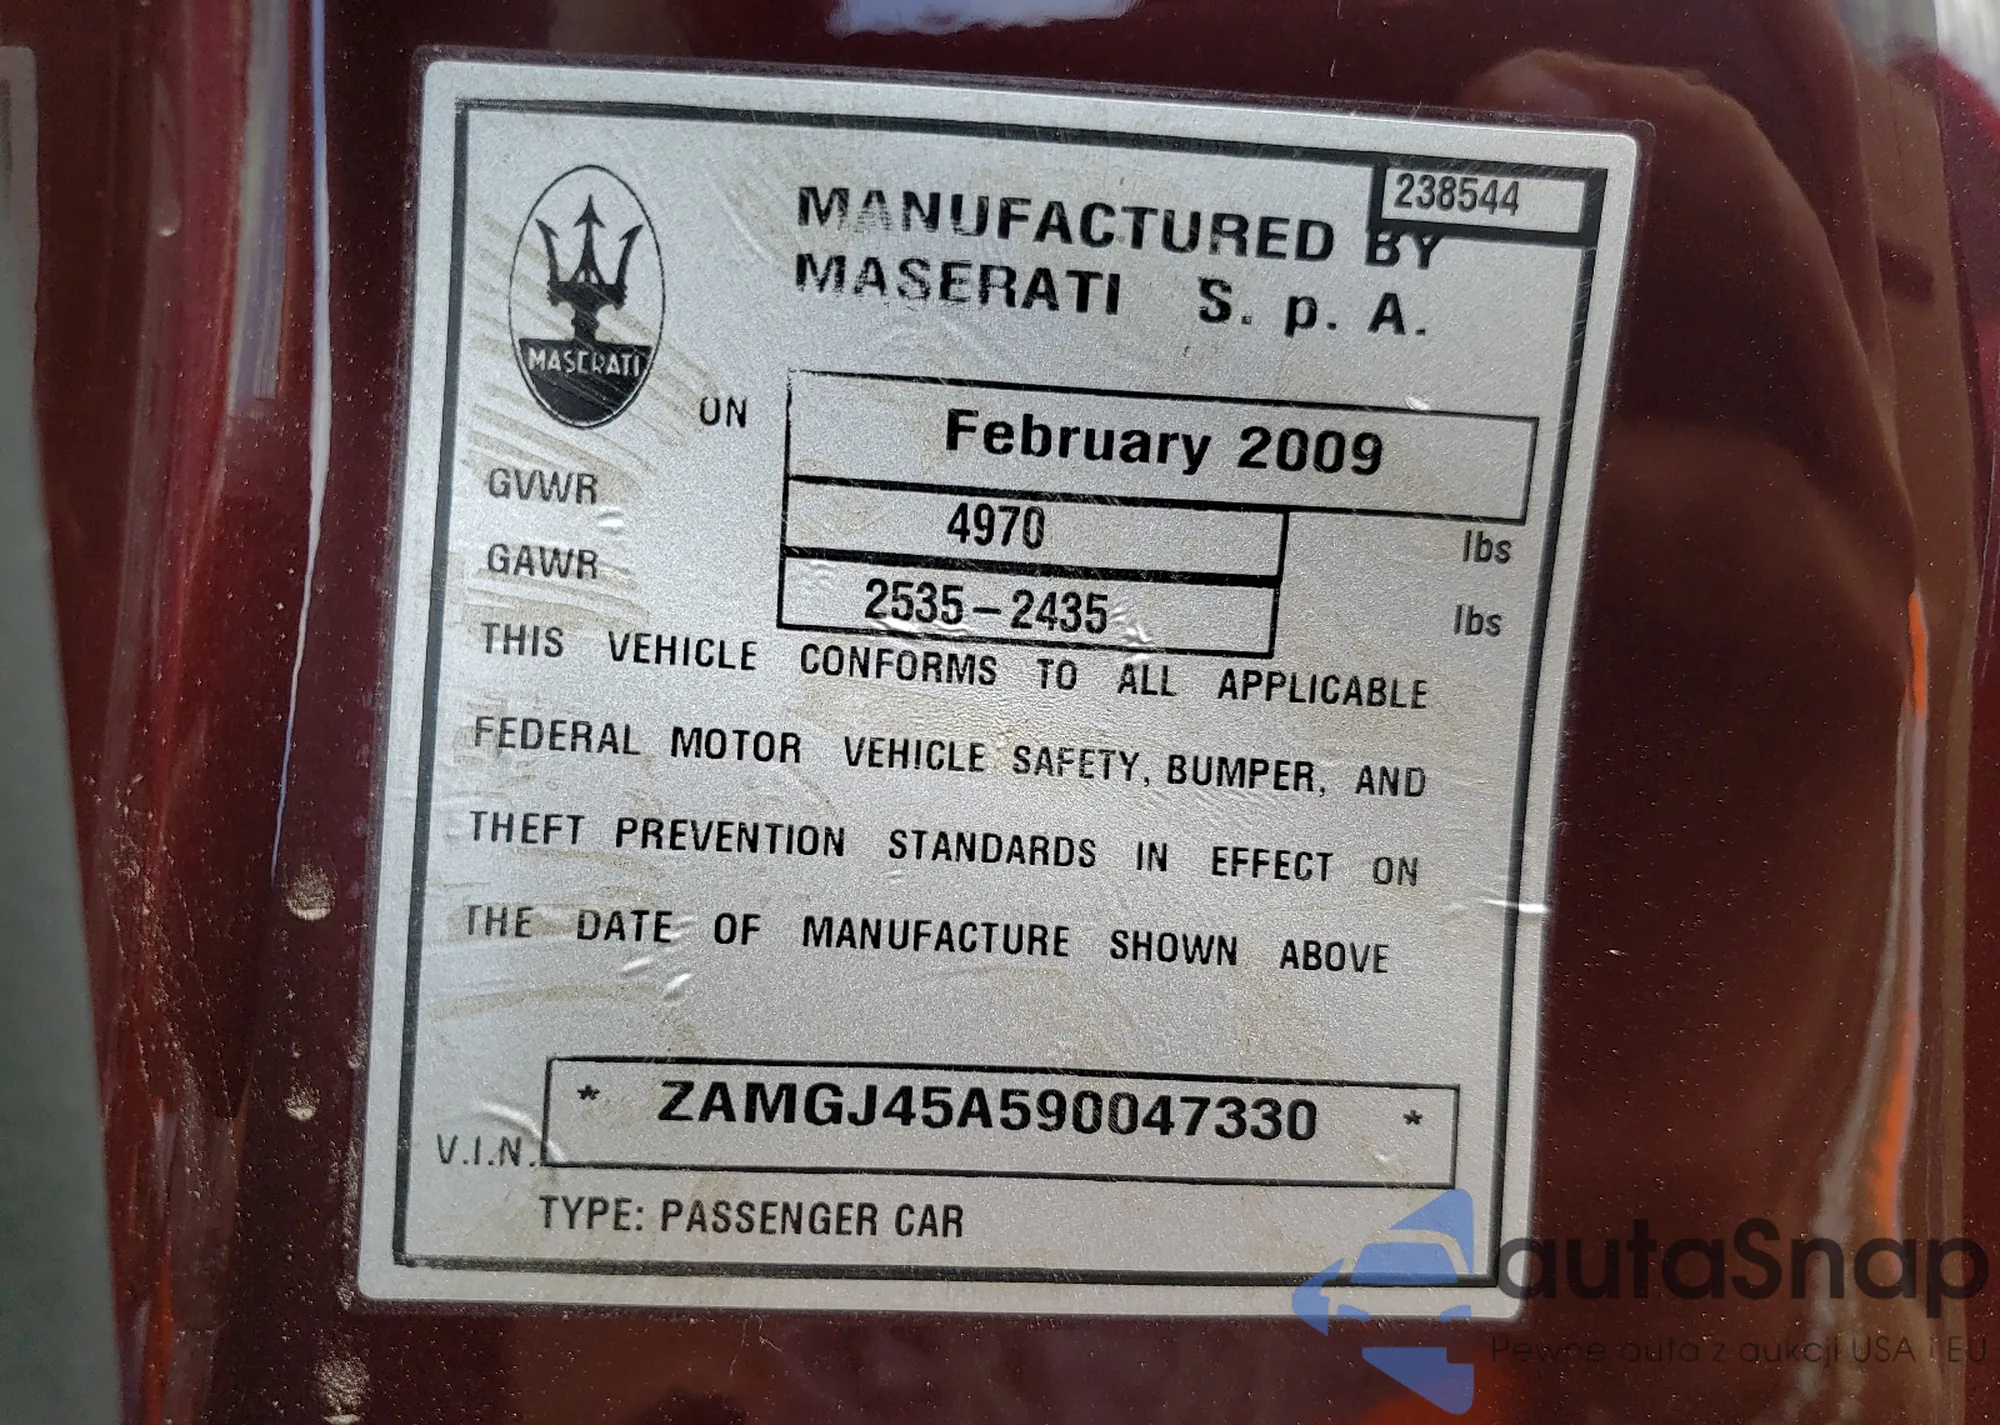 238544
MANUFACTURED BY
MASERATI S. p. A.
MASERATI
ON February 2009
GVWR 4970 lbs
GAWR 2535-2435 lbs
THIS VEHICLE CONFORMS TO ALL APPLICABLE
FEDERAL MOTOR VEHICLE SAFETY, BUMPER, AND
THEFT PREVENTION STANDARDS IN EFFECT ON
THE DATE OF MANUFACTURE SHOWN ABOVE
V.I.N. * ZAMGJ45A590047330 *
TYPE: PASSENGER CAR
autaSnap
Pewne auta z aukcji USA i EU